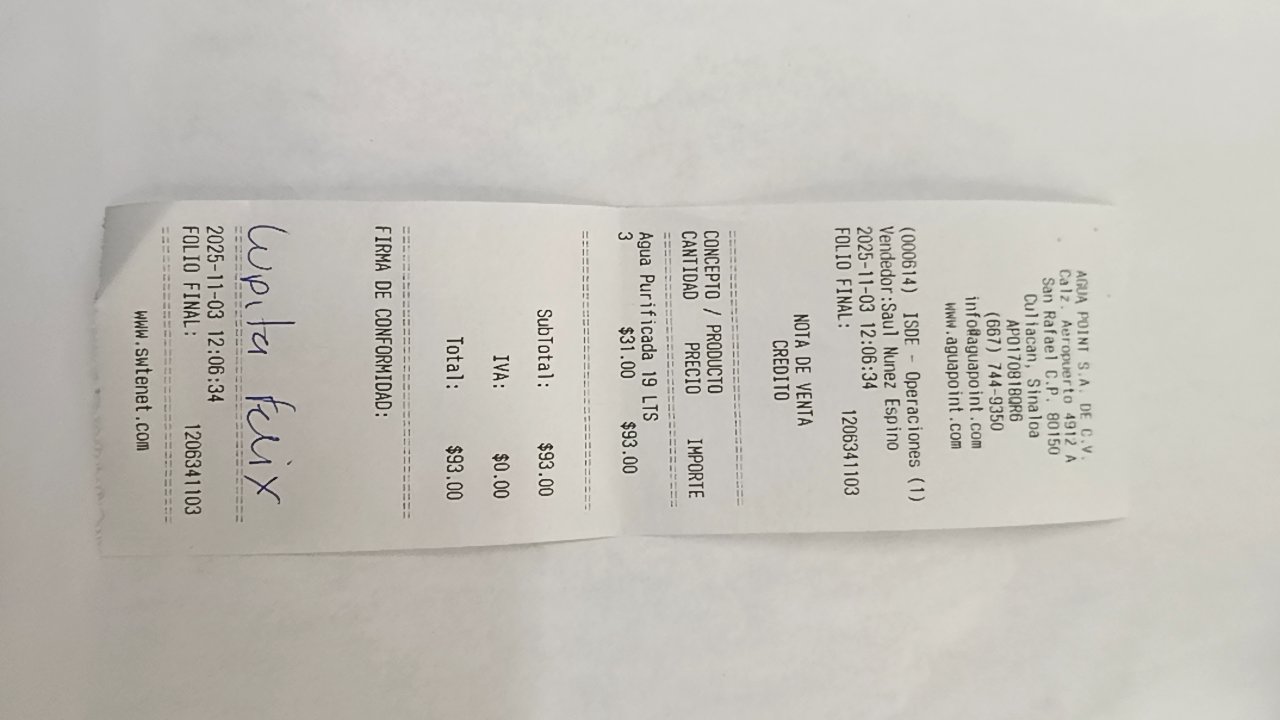 AGUA POINT S.A. DE C.V.
Calz. Aeropuerto 4912 A
San Rafael C.P. 80150
Culiacan, Sinaloa
APO170818QR6
(667) 744-9350
info@aguapoint.com
www.aguapoint.com
(000614) ISDE - Operaciones (1)
Vendedor:Saul Nunez Espino
2025-11-03 12:06:34
FOLIO FINAL: 1206341103
NOTA DE VENTA
CREDITO
================================
CONCEPTO / PRODUCTO
CANTIDAD PRECIO IMPORTE
================================
Agua Purificada 19 LTS
3 $31.00 $93.00
================================
SubTotal: $93.00
IVA: $0.00
Total: $93.00
================================
FIRMA DE CONFORMIDAD:
Lupita Felix
================================
2025-11-03 12:06:34
FOLIO FINAL: 1206341103
================================
www.swtenet.com